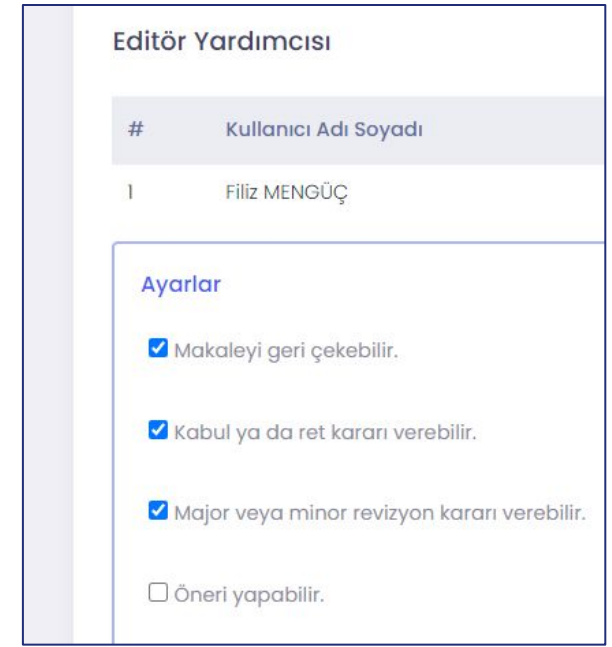 Editör Yardımcısı
# Kullanıcı Adı Soyadı
1 Filiz MENGÜÇ
Ayarlar
Makaleyi geri çekebilir.
Kabul ya da ret kararı verebilir.
Major veya minor revizyon kararı verebilir.
Öneri yapabilir.